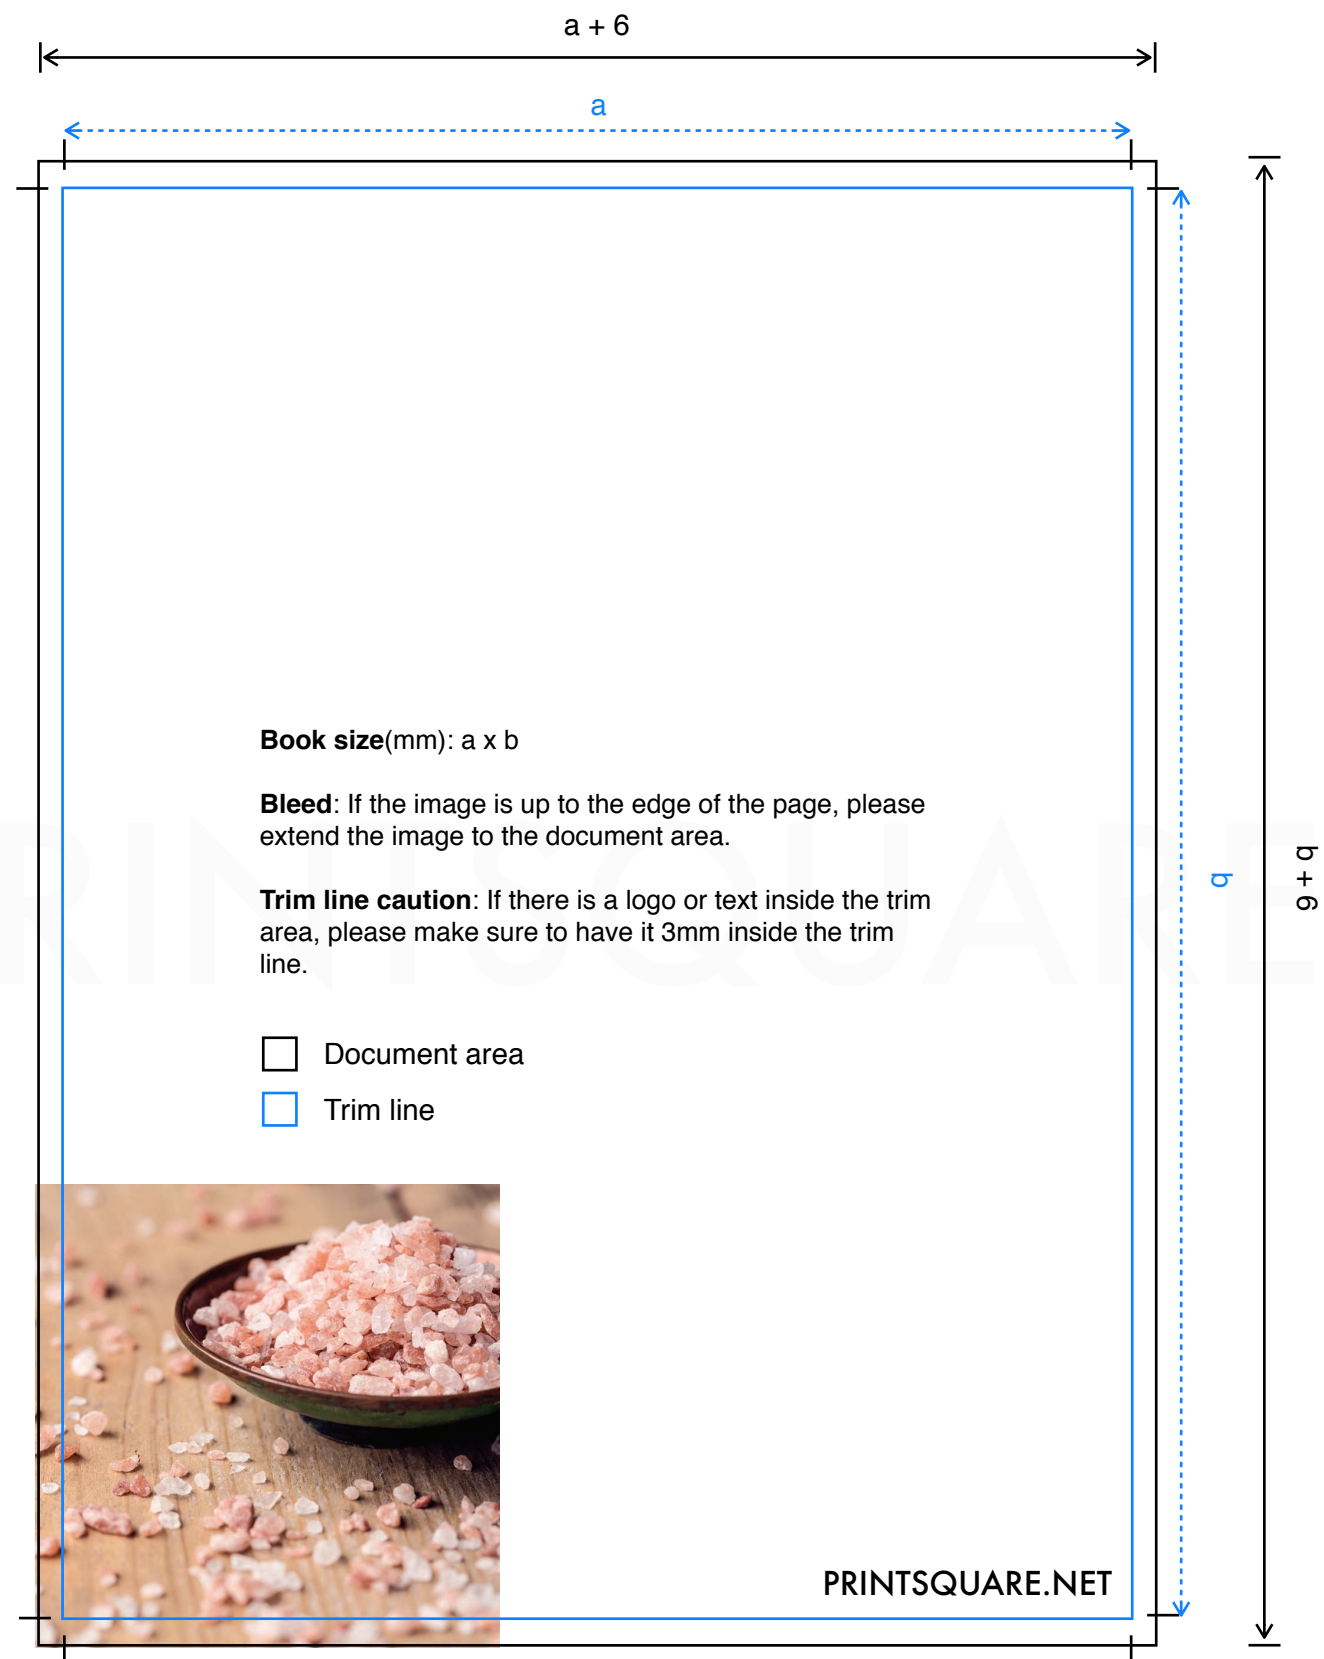 a + 6
a
Book size(mm): a x b
Bleed: If the image is up to the edge of the page, please
extend the image to the document area.
Trim line caution: If there is a logo or text inside the trim
area, please make sure to have it 3mm inside the trim
line.
Document area
Trim line
b
b + 6
PRINTSQUARE
PRINTSQUARE.NET